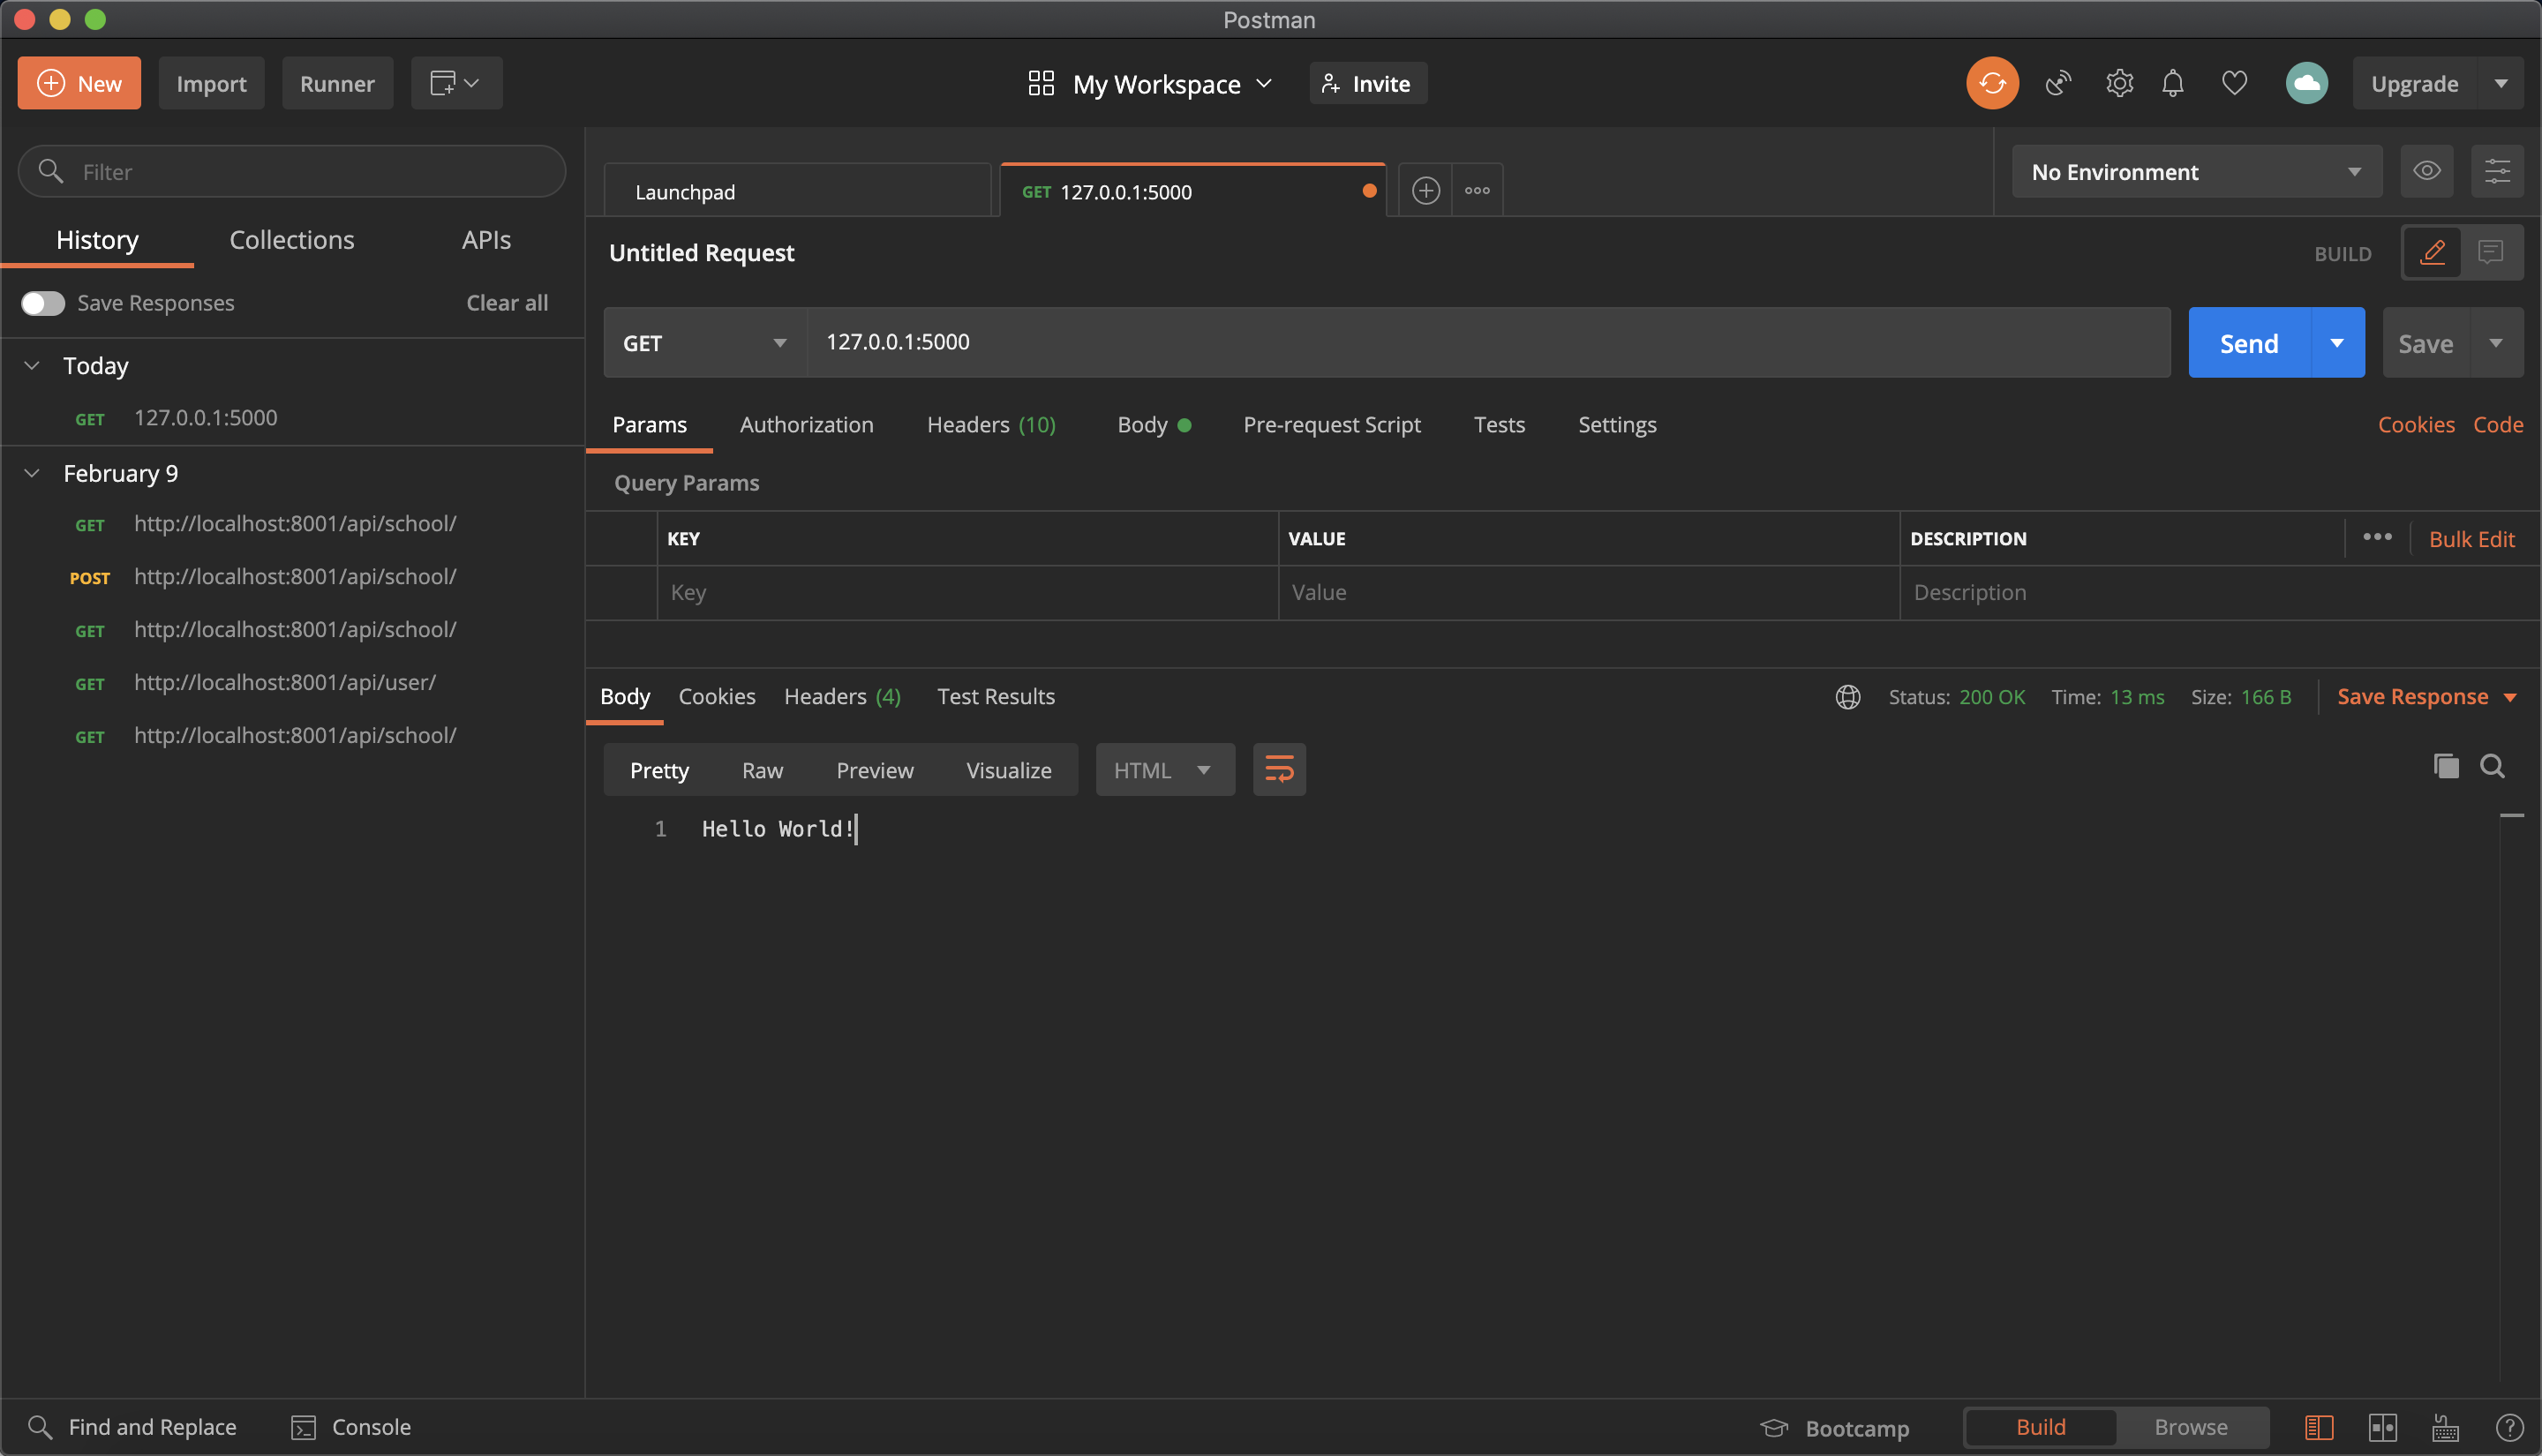 Postman
New Import Runner My Workspace Invite Upgrade
Filter
History Collections APIs
Save Responses Clear all
Today
GET 127.0.0.1:5000
February 9
GET http://localhost:8001/api/school/
POST http://localhost:8001/api/school/
GET http://localhost:8001/api/school/
GET http://localhost:8001/api/user/
GET http://localhost:8001/api/school/
Launchpad GET 127.0.0.1:5000 No Environment
Untitled Request BUILD
GET 127.0.0.1:5000 Send Save
Params Authorization Headers (10) Body Pre-request Script Tests Settings Cookies Code
Query Params
KEY VALUE DESCRIPTION Bulk Edit
Key Value Description
Body Cookies Headers (4) Test Results Status: 200 OK Time: 13 ms Size: 166 B Save Response
Pretty Raw Preview Visualize HTML
1 Hello World!
Find and Replace Console Bootcamp Build Browse